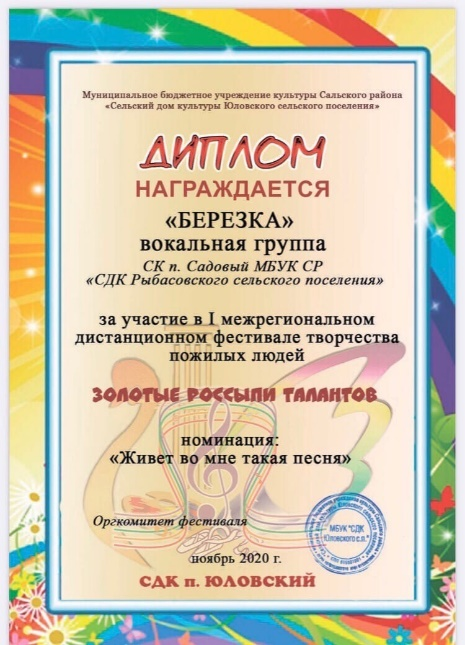 Муниципальное бюджетное учреждение культуры Сальского района
«Сельский дом культуры Юловского сельского поселения»
ДИПЛОМ
НАГРАЖДАЕТСЯ
«БЕРЕЗКА»
вокальная группа
СК п. Садовый МБУК СР
«СДК Рыбасовского сельского поселения»
за участие в I межрегиональном
дистанционном фестивале творчества
пожилых людей
ЗОЛОТЫЕ РОССЫПИ ТАЛАНТОВ
номинация:
«Живет во мне такая песня»
Оргкомитет фестиваля
МБУК "СДК
Юловского с.п."
ноябрь 2020 г.
СДК п. ЮЛОВСКИЙ